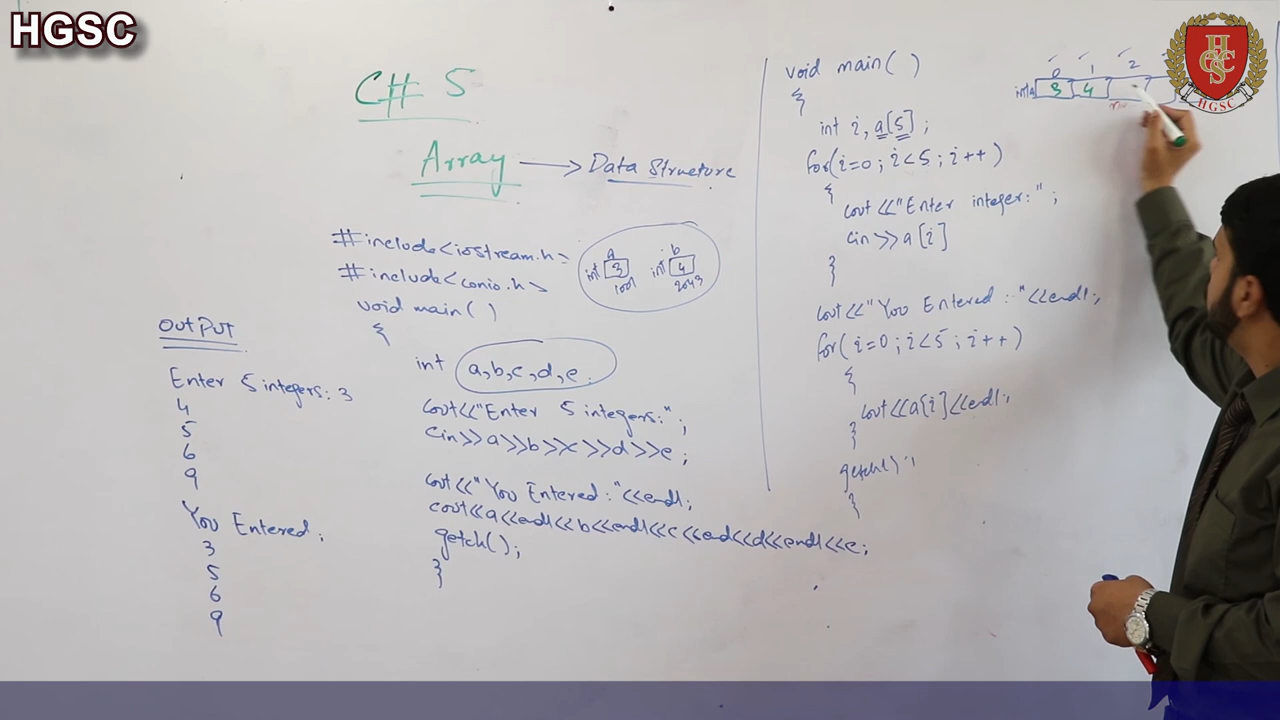 HGSC
C# 5
Array → Data Structure
#include<iostream.h>
#include<conio.h>
void main( )
{
int a,b,c,d,e.
cout<<"Enter 5 integers:";
cin>>a>>b>>c>>d>>e;
cout<<"You Entered:"<<endl;
cout<<a<<endl<<b<<endl<<c<<end<<d<<endl<<e;
getch();
}
a
int 3
1001
b
int 4
2043
OUTPUT
Enter 5 integers: 3
4
5
6
9
You Entered:
3
5
6
9
void main( )
{
int i, a[5];
for(i=0; i<5; i++)
{
cout<<"Enter integer:";
cin>>a[i]
}
cout<<"You Entered:"<<endl;
for(i=0; i<5; i++)
{
cout<<a[i]<<endl;
}
getch();
}
0 1 2
3 4
HGSC
HGSC